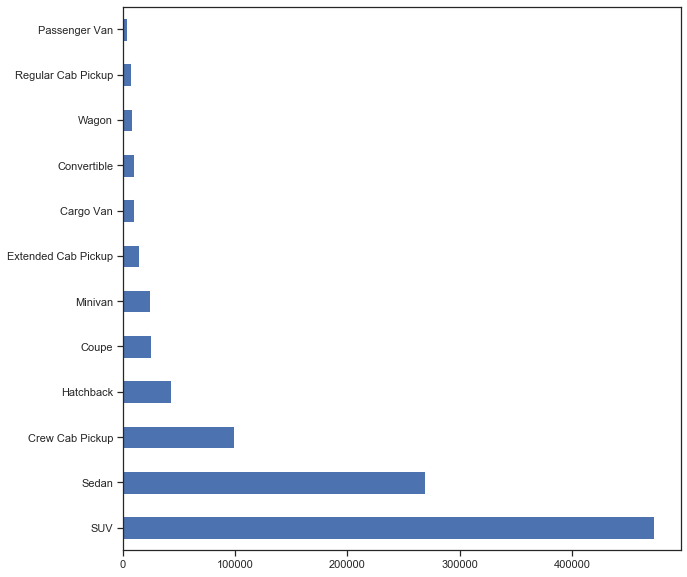 Passenger Van
Regular Cab Pickup
Wagon
Convertible
Cargo Van
Extended Cab Pickup
Minivan
Coupe
Hatchback
Crew Cab Pickup
Sedan
SUV
0 100000 200000 300000 400000